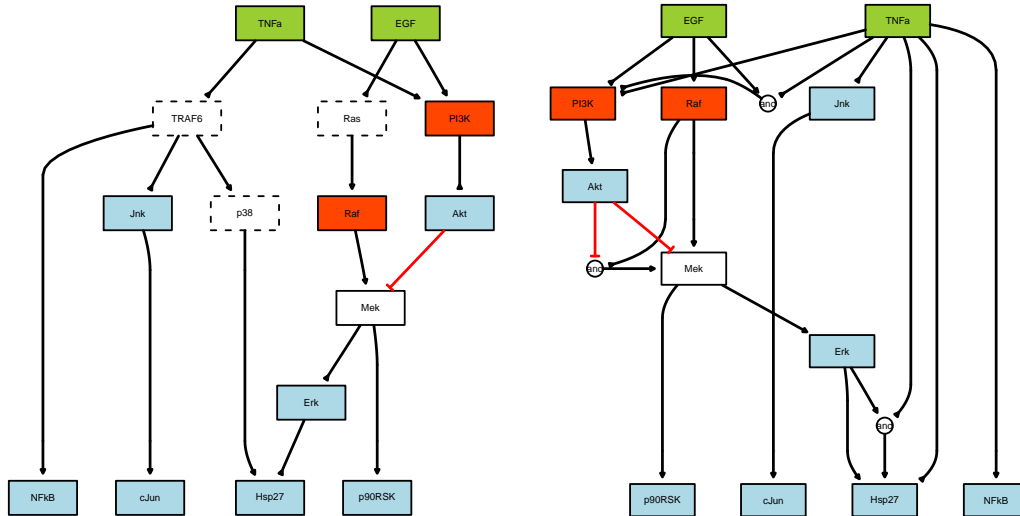 TNFa
EGF
TRAF6
Ras
PI3K
Jnk
p38
Raf
Akt
Mek
Erk
NFkB
cJun
Hsp27
p90RSK
EGF
TNFa
PI3K
Raf
and
Jnk
Akt
and
Mek
Erk
and
p90RSK
cJun
Hsp27
NFkB